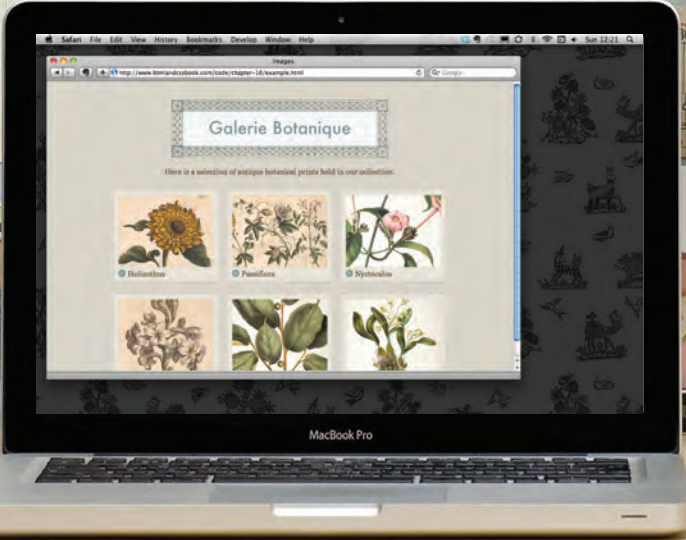 Safari File Edit View History Bookmarks Develop Window Help Sun 12:21
Images
http://www.htmlandcssbook.com/code/chapter-16/example.html
Google
Galerie Botanique
Here is a selection of antique botanical prints held in our collection:
Helianthus
Passiflora
Nyctocalos
MacBook Pro